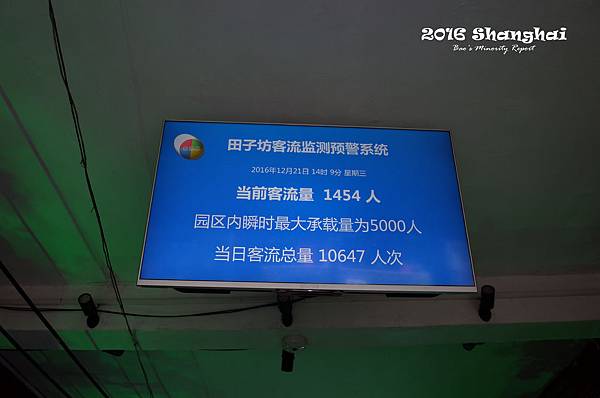 2016 Shanghai
Bao's Minority Report
田子坊客流监测预警系统
2016年12月21日 14时 9分 星期三
当前客流量 1454 人
园区内瞬时最大承载量为5000人
当日客流总量 10647 人次